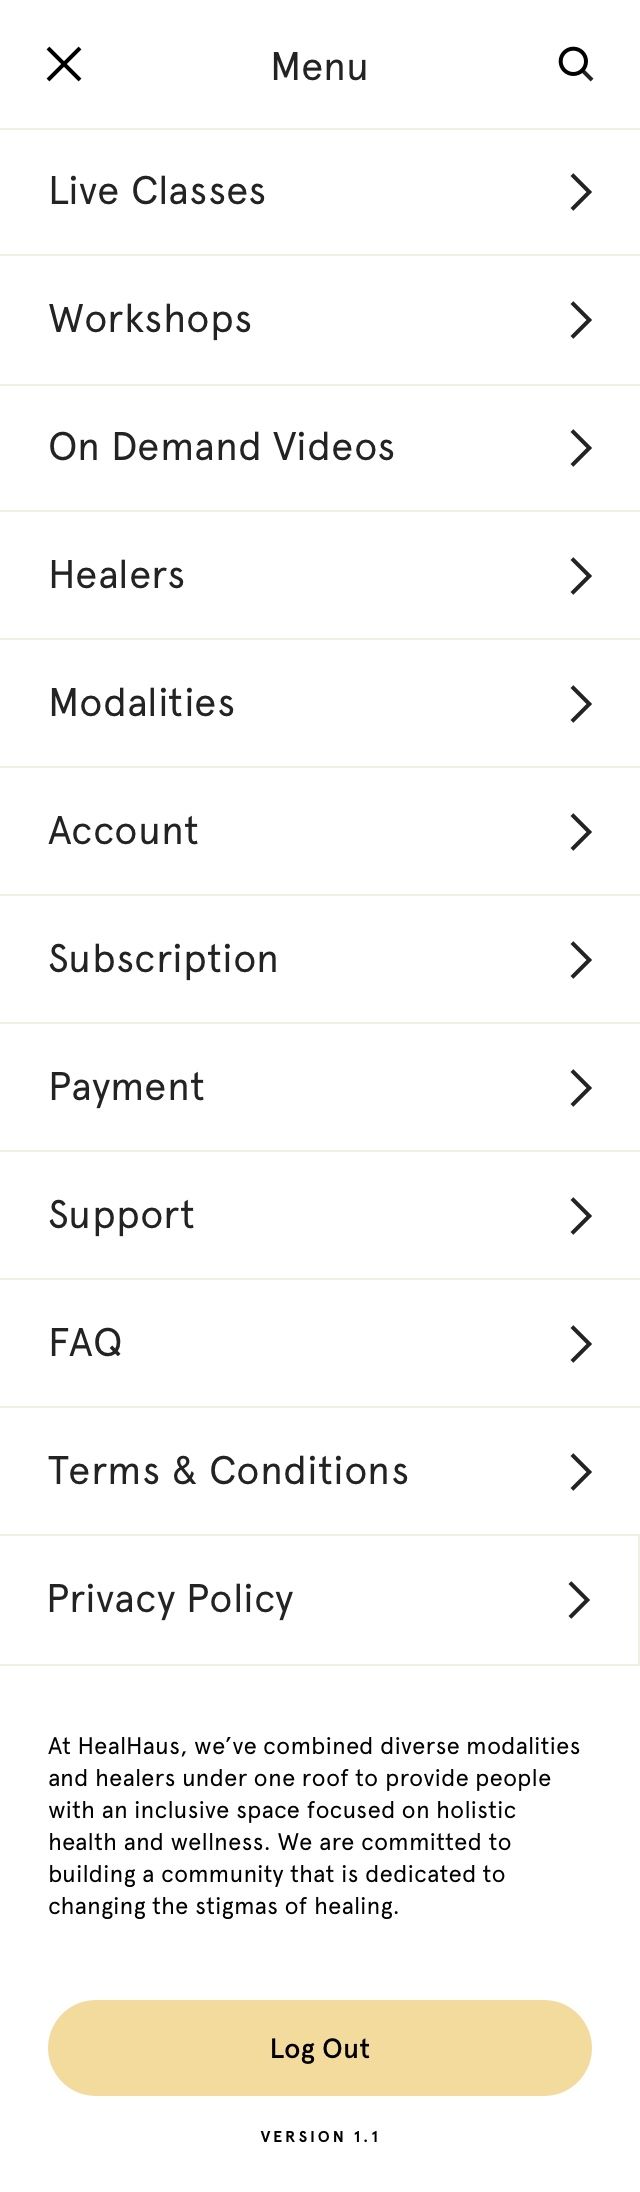 Menu
Live Classes
Workshops
On Demand Videos
Healers
Modalities
Account
Subscription
Payment
Support
FAQ
Terms & Conditions
Privacy Policy
At HealHaus, we’ve combined diverse modalities
and healers under one roof to provide people
with an inclusive space focused on holistic
health and wellness. We are committed to
building a community that is dedicated to
changing the stigmas of healing.
Log Out
VERSION 1.1